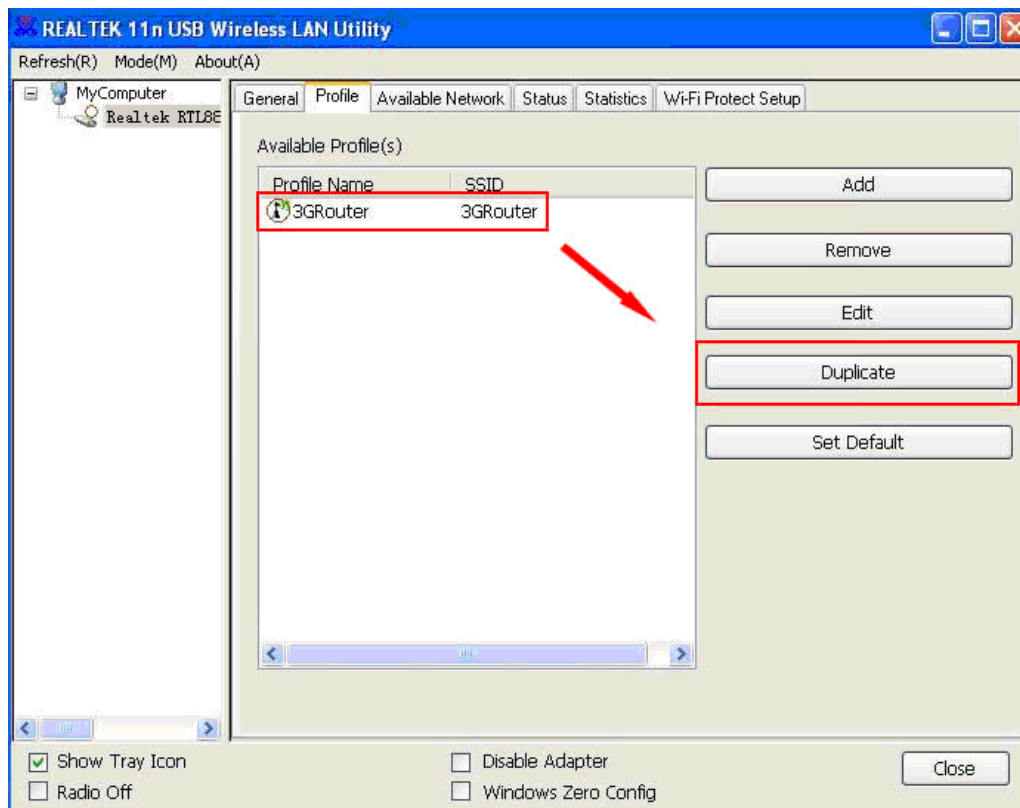 REALTEK 11n USB Wireless LAN Utility
Refresh(R) Mode(M) About(A)
MyComputer
Realtek RTL88
General Profile Available Network Status Statistics Wi-Fi Protect Setup
Available Profile(s)
Profile Name SSID
3GRouter 3GRouter
Add
Remove
Edit
Duplicate
Set Default
Show Tray Icon
Radio Off
Disable Adapter
Windows Zero Config
Close